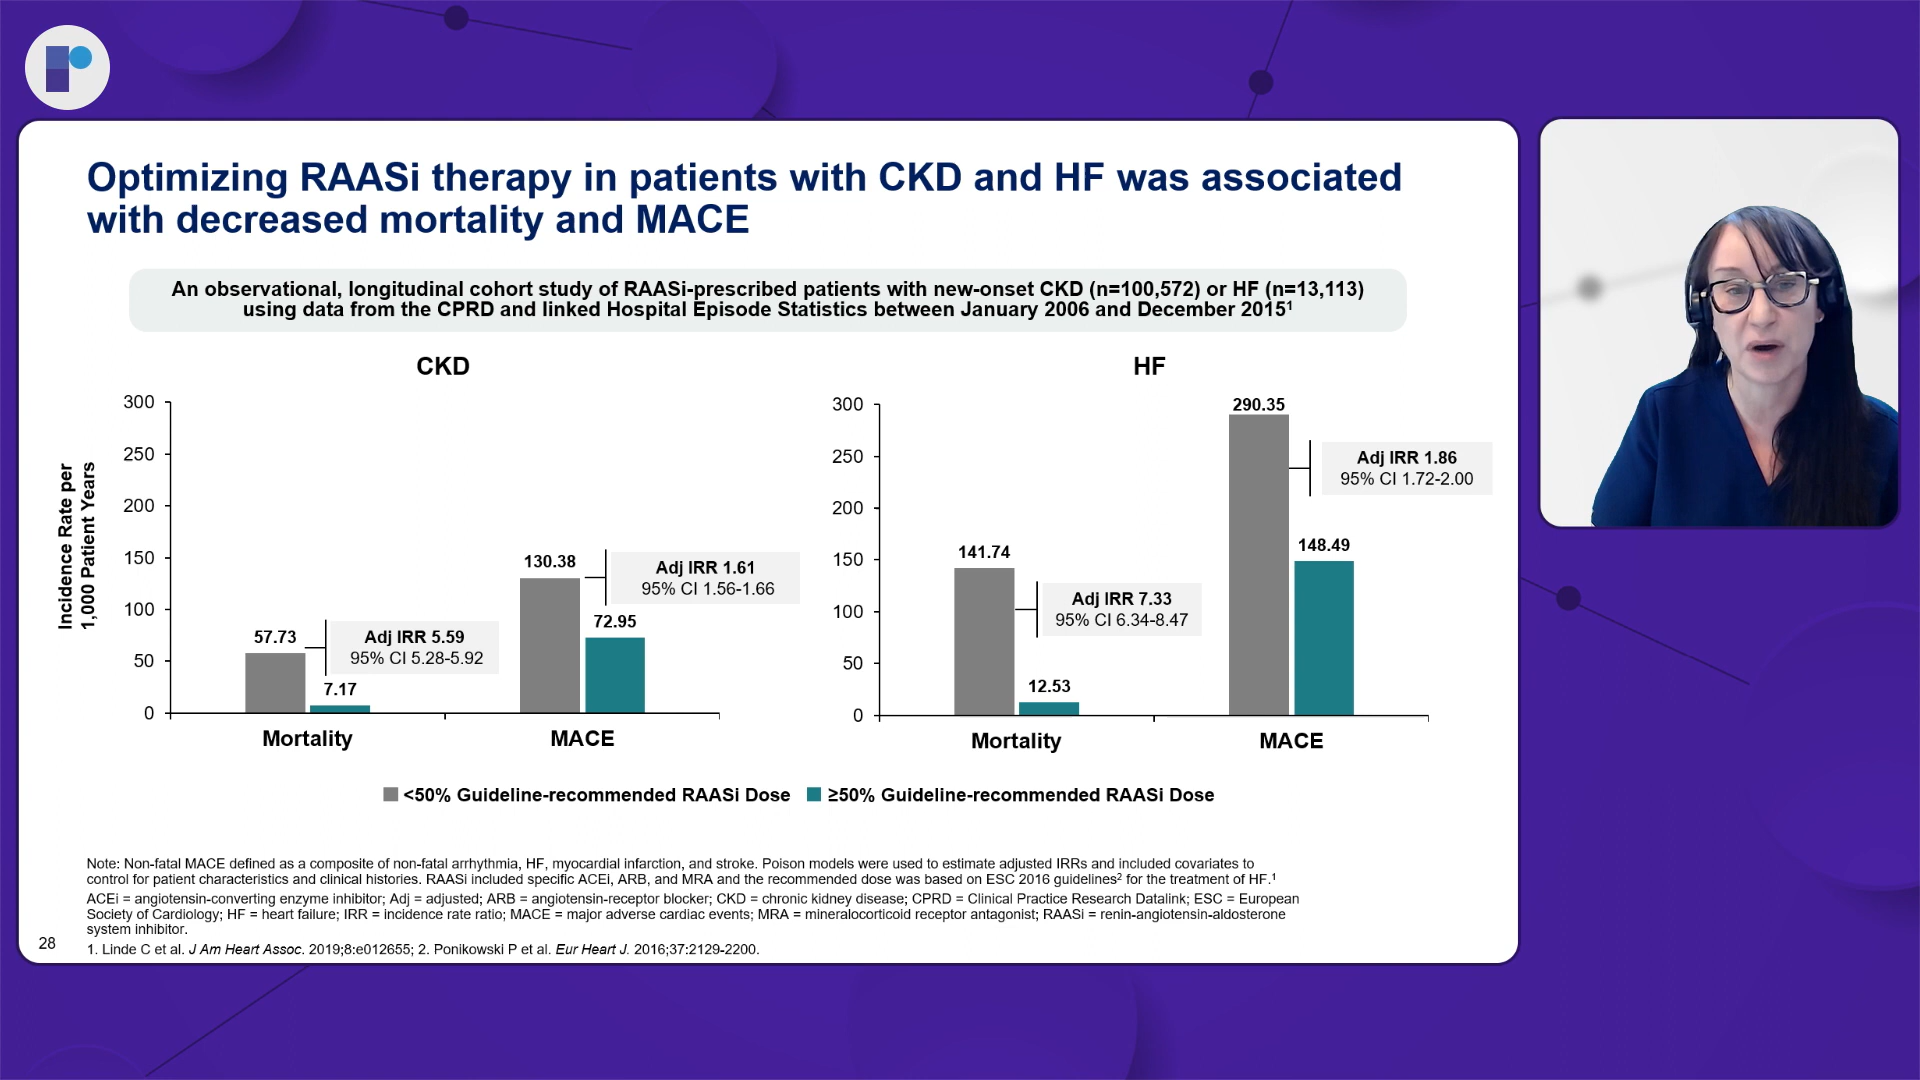 Optimizing RAASi therapy in patients with CKD and HF was associated
with decreased mortality and MACE
An observational, longitudinal cohort study of RAASi-prescribed patients with new-onset CKD (n=100,572) or HF (n=13,113)
using data from the CPRD and linked Hospital Episode Statistics between January 2006 and December 2015¹
CKD
Incidence Rate per
1,000 Patient Years
300
250
200
150
100
50
0
57.73
Adj IRR 5.59
95% CI 5.28-5.92
7.17
130.38
Adj IRR 1.61
95% CI 1.56-1.66
72.95
Mortality
MACE
HF
300
250
200
150
100
50
0
141.74
Adj IRR 7.33
95% CI 6.34-8.47
12.53
290.35
Adj IRR 1.86
95% CI 1.72-2.00
148.49
Mortality
MACE
<50% Guideline-recommended RAASi Dose
≥50% Guideline-recommended RAASi Dose
Note: Non-fatal MACE defined as a composite of non-fatal arrhythmia, HF, myocardial infarction, and stroke. Poison models were used to estimate adjusted IRRs and included covariates to
control for patient characteristics and clinical histories. RAASi included specific ACEi, ARB, and MRA and the recommended dose was based on ESC 2016 guidelines² for the treatment of HF.¹
ACEi = angiotensin-converting enzyme inhibitor; Adj = adjusted; ARB = angiotensin-receptor blocker; CKD = chronic kidney disease; CPRD = Clinical Practice Research Datalink; ESC = European
Society of Cardiology; HF = heart failure; IRR = incidence rate ratio; MACE = major adverse cardiac events; MRA = mineralocorticoid receptor antagonist; RAASi = renin-angiotensin-aldosterone
system inhibitor.
28
1. Linde C et al. J Am Heart Assoc. 2019;8:e012655; 2. Ponikowski P et al. Eur Heart J. 2016;37:2129-2200.